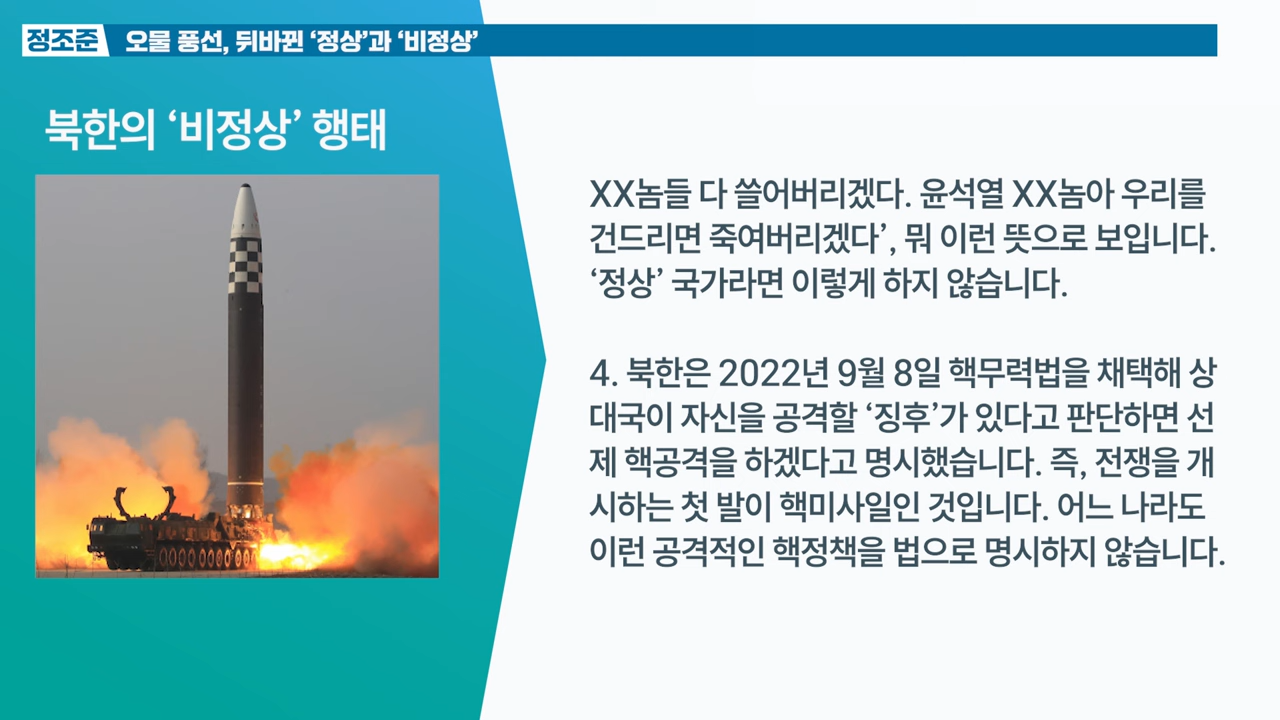 정조준 오물 풍선, 뒤바뀐 ‘정상’과 ‘비정상’
북한의 ‘비정상’ 행태
XX놈들 다 쓸어버리겠다. 윤석열 XX놈아 우리를
건드리면 죽여버리겠다’, 뭐 이런 뜻으로 보입니다.
‘정상’ 국가라면 이렇게 하지 않습니다.
4. 북한은 2022년 9월 8일 핵무력법을 채택해 상
대국이 자신을 공격할 ‘징후’가 있다고 판단하면 선
제 핵공격을 하겠다고 명시했습니다. 즉, 전쟁을 개
시하는 첫 발이 핵미사일인 것입니다. 어느 나라도
이런 공격적인 핵정책을 법으로 명시하지 않습니다.